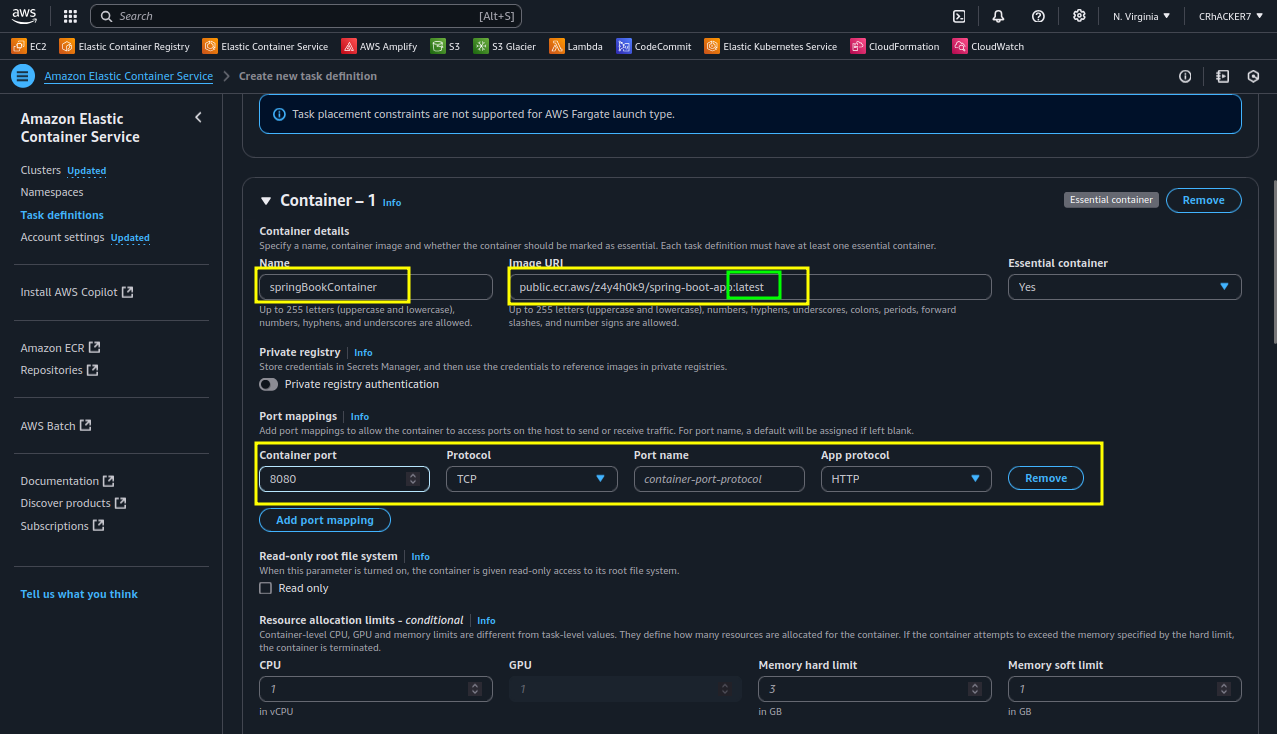 aws
Search [Alt+S]
N. Virginia ▼ CRhACKER7 ▼
EC2 Elastic Container Registry Elastic Container Service AWS Amplify S3 S3 Glacier Lambda CodeCommit Elastic Kubernetes Service CloudFormation CloudWatch
Amazon Elastic Container Service > Create new task definition
Amazon Elastic
Container Service
Clusters Updated
Namespaces
Task definitions
Account settings Updated
Install AWS Copilot
Amazon ECR
Repositories
AWS Batch
Documentation
Discover products
Subscriptions
Tell us what you think
Task placement constraints are not supported for AWS Fargate launch type.
Container – 1 Info
Essential container Remove
Container details
Specify a name, container image and whether the container should be marked as essential. Each task definition must have at least one essential container.
Name Image URI Essential container
springBookContainer public.ecr.aws/z4y4h0k9/spring-boot-app:latest Yes
Up to 255 letters (uppercase and lowercase),
numbers, hyphens, and underscores are allowed.
Up to 255 letters (uppercase and lowercase), numbers, hyphens, underscores, colons, periods, forward
slashes, and number signs are allowed.
Private registry Info
Store credentials in Secrets Manager, and then use the credentials to reference images in private registries.
Private registry authentication
Port mappings Info
Add port mappings to allow the container to access ports on the host to send or receive traffic. For port name, a default will be assigned if left blank.
Container port Protocol Port name App protocol
8080 TCP container-port-protocol HTTP Remove
Add port mapping
Read-only root file system Info
When this parameter is turned on, the container is given read-only access to its root file system.
Read only
Resource allocation limits - conditional Info
Container-level CPU, GPU and memory limits are different from task-level values. They define how many resources are allocated for the container. If the container attempts to exceed the memory specified by the hard limit,
the container is terminated.
CPU GPU Memory hard limit Memory soft limit
1 1 3 1
in vCPU in GB in GB